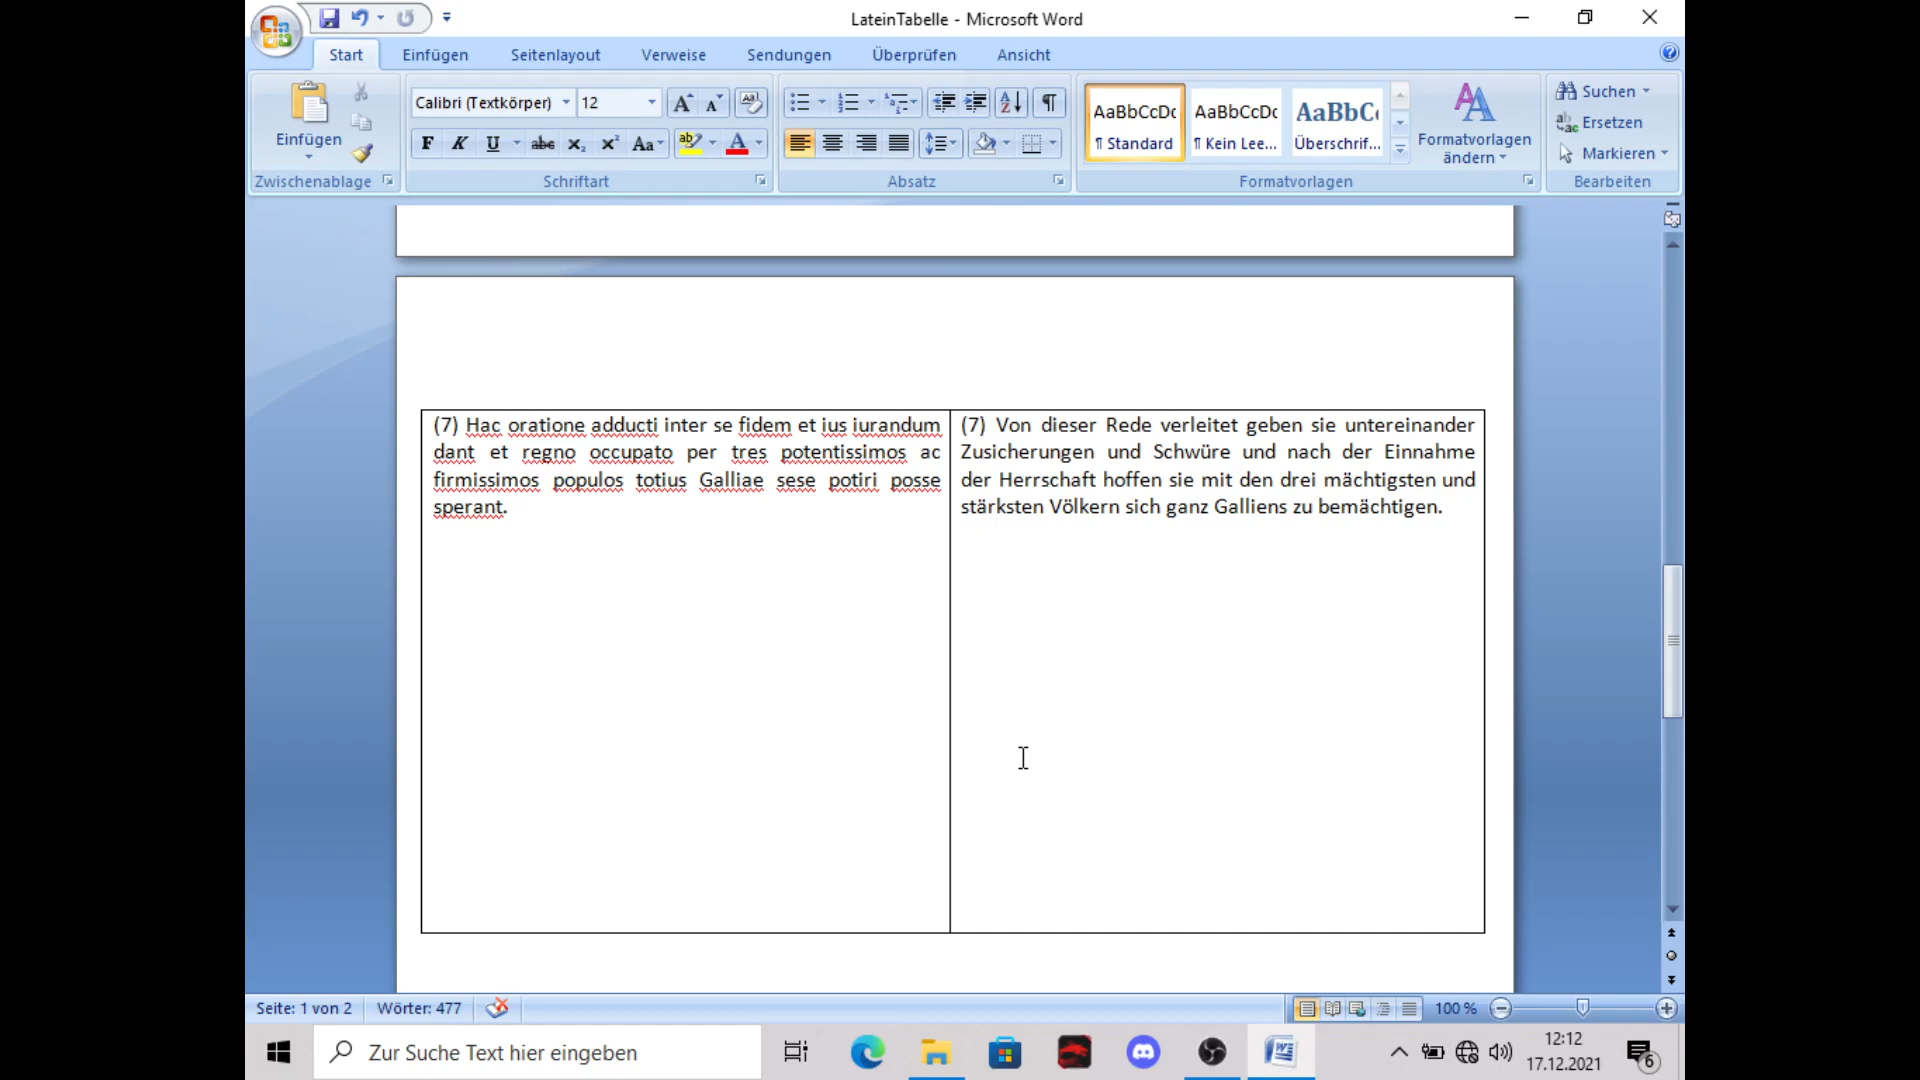 LateinTabelle - Microsoft Word
Start Einfügen Seitenlayout Verweise Sendungen Überprüfen Ansicht
Einfügen
Zwischenablage
Calibri (Textkörper) 12
F K U abc x₂ x² Aa
Schriftart
Absatz
AaBbCcDc AaBbCcDc AaBbC
¶ Standard ¶ Kein Lee... Überschrif...
Formatvorlagen
ändern
Formatvorlagen
Suchen
Ersetzen
Markieren
Bearbeiten
(7) Hac oratione adducti inter se fidem et ius iurandum
dant et regno occupato per tres potentissimos ac
firmissimos populos totius Galliae sese potiri posse
sperant.
(7) Von dieser Rede verleitet geben sie untereinander
Zusicherungen und Schwüre und nach der Einnahme
der Herrschaft hoffen sie mit den drei mächtigsten und
stärksten Völkern sich ganz Galliens zu bemächtigen.
Seite: 1 von 2 Wörter: 477 100 %
Zur Suche Text hier eingeben
12:12
17.12.2021
6